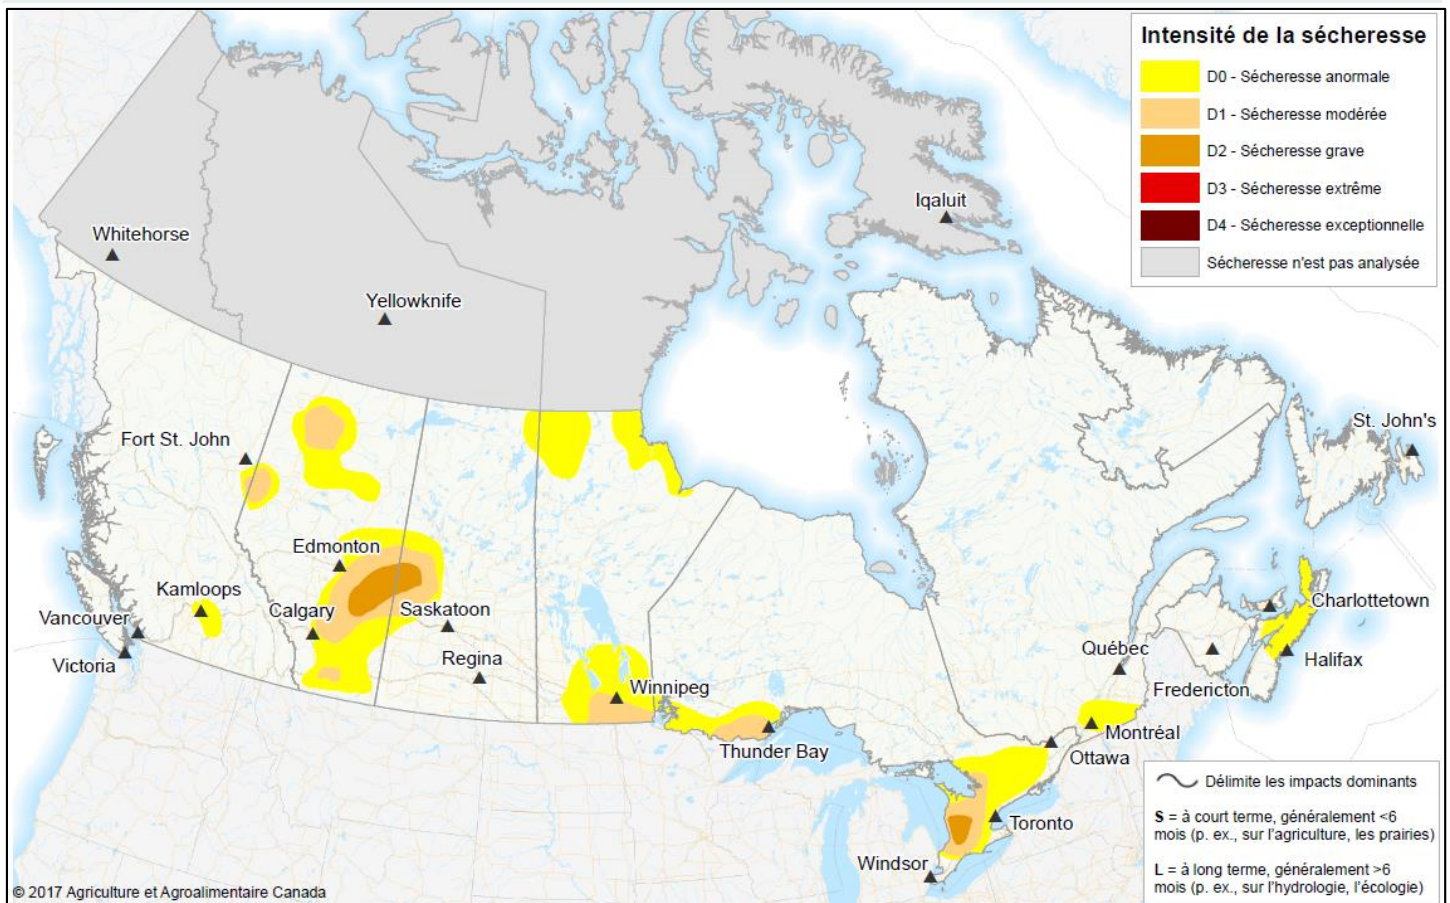 Intensité de la sécheresse
D0 - Sécheresse anormale
D1 - Sécheresse modérée
D2 - Sécheresse grave
D3 - Sécheresse extrême
D4 - Sécheresse exceptionnelle
Sécheresse n'est pas analysée
Iqaluit
Whitehorse
Yellowknife
St. John's
Fort St. John
Edmonton
Kamloops
Calgary
Saskatoon
Charlottetown
Vancouver
Québec
Regina
Halifax
Victoria
Winnipeg
Fredericton
Montréal
Thunder Bay
Ottawa
Toronto
Windsor
Délimite les impacts dominants
S = à court terme, généralement <6
mois (p. ex., sur l'agriculture, les prairies)
L = à long terme, généralement >6
mois (p. ex., sur l'hydrologie, l'écologie)
© 2017 Agriculture et Agroalimentaire Canada